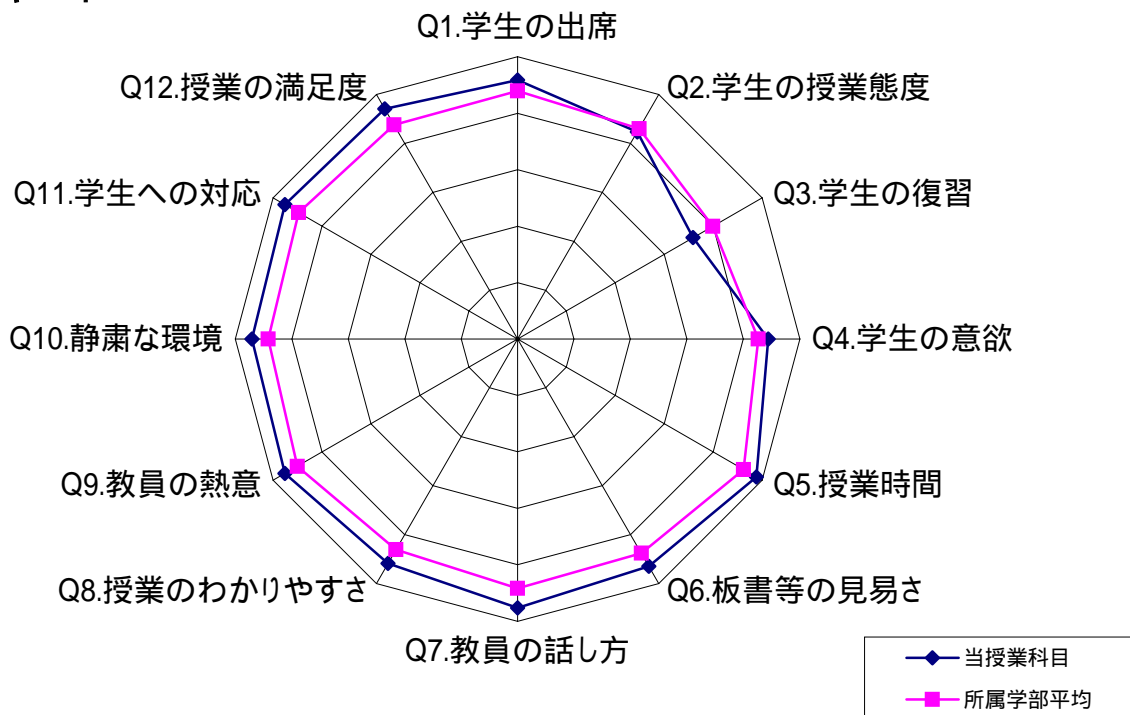 Q1.学生の出席
Q2.学生の授業態度
Q3.学生の復習
Q4.学生の意欲
Q5.授業時間
Q6.板書等の見易さ
Q7.教員の話し方
Q8.授業のわかりやすさ
Q9.教員の熱意
Q10.静粛な環境
Q11.学生への対応
Q12.授業の満足度
当授業科目
所属学部平均